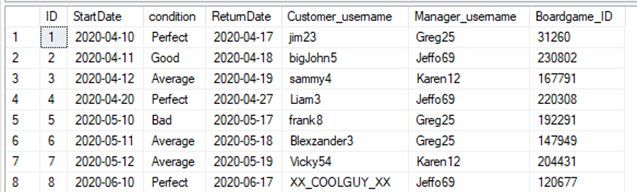 ID StartDate condition ReturnDate Customer_username Manager_username Boardgame_ID
1 1 2020-04-10 Perfect 2020-04-17 jim23 Greg25 31260
2 2 2020-04-11 Good 2020-04-18 bigJohn5 Jeffo69 230802
3 3 2020-04-12 Average 2020-04-19 sammy4 Karen12 167791
4 4 2020-04-20 Perfect 2020-04-27 Liam3 Jeffo69 220308
5 5 2020-05-10 Bad 2020-05-17 frank8 Greg25 192291
6 6 2020-05-11 Average 2020-05-18 Blexzander3 Greg25 147949
7 7 2020-05-12 Average 2020-05-19 Vicky54 Karen12 204431
8 8 2020-06-10 Perfect 2020-06-17 XX_COOLGUY_XX Jeffo69 120677